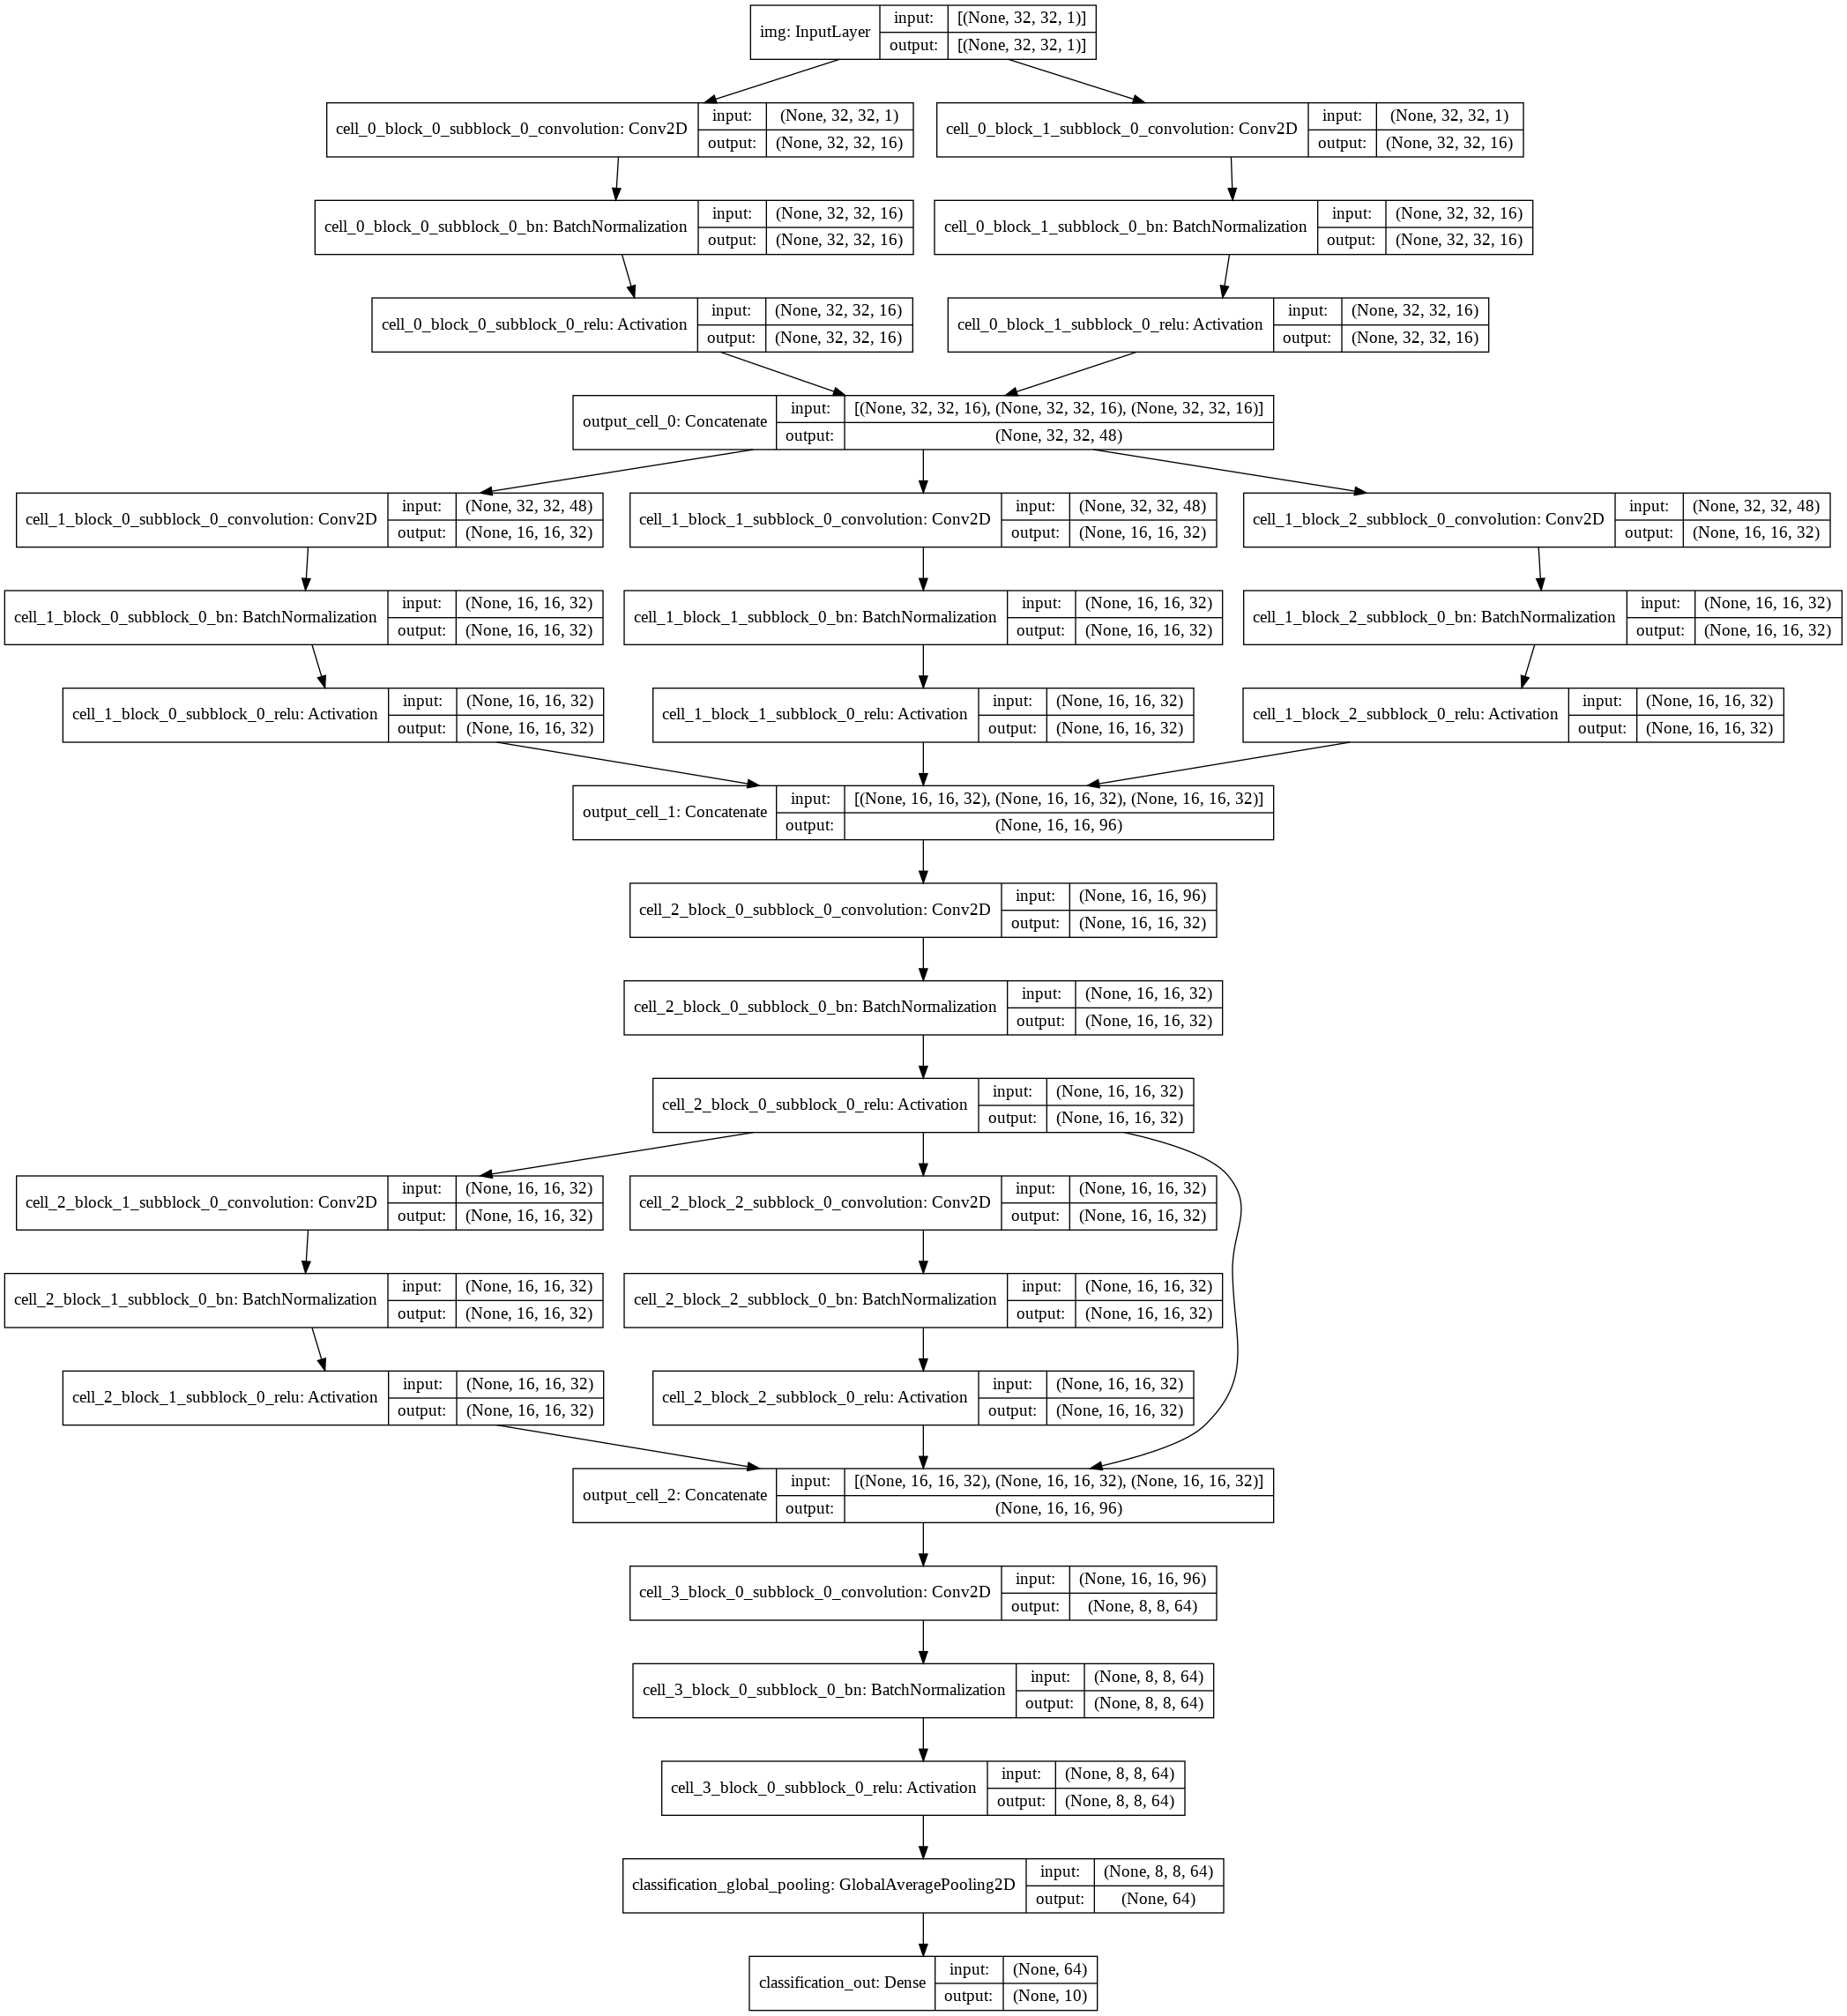 img: InputLayer
input: [(None, 32, 32, 1)]
output: [(None, 32, 32, 1)]
cell_0_block_0_subblock_0_convolution: Conv2D
input: (None, 32, 32, 1)
output: (None, 32, 32, 16)
cell_0_block_1_subblock_0_convolution: Conv2D
input: (None, 32, 32, 1)
output: (None, 32, 32, 16)
cell_0_block_0_subblock_0_bn: BatchNormalization
input: (None, 32, 32, 16)
output: (None, 32, 32, 16)
cell_0_block_1_subblock_0_bn: BatchNormalization
input: (None, 32, 32, 16)
output: (None, 32, 32, 16)
cell_0_block_0_subblock_0_relu: Activation
input: (None, 32, 32, 16)
output: (None, 32, 32, 16)
cell_0_block_1_subblock_0_relu: Activation
input: (None, 32, 32, 16)
output: (None, 32, 32, 16)
output_cell_0: Concatenate
input: [(None, 32, 32, 16), (None, 32, 32, 16), (None, 32, 32, 16)]
output: (None, 32, 32, 48)
cell_1_block_0_subblock_0_convolution: Conv2D
input: (None, 32, 32, 48)
output: (None, 16, 16, 32)
cell_1_block_1_subblock_0_convolution: Conv2D
input: (None, 32, 32, 48)
output: (None, 16, 16, 32)
cell_1_block_2_subblock_0_convolution: Conv2D
input: (None, 32, 32, 48)
output: (None, 16, 16, 32)
cell_1_block_0_subblock_0_bn: BatchNormalization
input: (None, 16, 16, 32)
output: (None, 16, 16, 32)
cell_1_block_1_subblock_0_bn: BatchNormalization
input: (None, 16, 16, 32)
output: (None, 16, 16, 32)
cell_1_block_2_subblock_0_bn: BatchNormalization
input: (None, 16, 16, 32)
output: (None, 16, 16, 32)
cell_1_block_0_subblock_0_relu: Activation
input: (None, 16, 16, 32)
output: (None, 16, 16, 32)
cell_1_block_1_subblock_0_relu: Activation
input: (None, 16, 16, 32)
output: (None, 16, 16, 32)
cell_1_block_2_subblock_0_relu: Activation
input: (None, 16, 16, 32)
output: (None, 16, 16, 32)
output_cell_1: Concatenate
input: [(None, 16, 16, 32), (None, 16, 16, 32), (None, 16, 16, 32)]
output: (None, 16, 16, 96)
cell_2_block_0_subblock_0_convolution: Conv2D
input: (None, 16, 16, 96)
output: (None, 16, 16, 32)
cell_2_block_0_subblock_0_bn: BatchNormalization
input: (None, 16, 16, 32)
output: (None, 16, 16, 32)
cell_2_block_0_subblock_0_relu: Activation
input: (None, 16, 16, 32)
output: (None, 16, 16, 32)
cell_2_block_1_subblock_0_convolution: Conv2D
input: (None, 16, 16, 32)
output: (None, 16, 16, 32)
cell_2_block_2_subblock_0_convolution: Conv2D
input: (None, 16, 16, 32)
output: (None, 16, 16, 32)
cell_2_block_1_subblock_0_bn: BatchNormalization
input: (None, 16, 16, 32)
output: (None, 16, 16, 32)
cell_2_block_2_subblock_0_bn: BatchNormalization
input: (None, 16, 16, 32)
output: (None, 16, 16, 32)
cell_2_block_1_subblock_0_relu: Activation
input: (None, 16, 16, 32)
output: (None, 16, 16, 32)
cell_2_block_2_subblock_0_relu: Activation
input: (None, 16, 16, 32)
output: (None, 16, 16, 32)
output_cell_2: Concatenate
input: [(None, 16, 16, 32), (None, 16, 16, 32), (None, 16, 16, 32)]
output: (None, 16, 16, 96)
cell_3_block_0_subblock_0_convolution: Conv2D
input: (None, 16, 16, 96)
output: (None, 8, 8, 64)
cell_3_block_0_subblock_0_bn: BatchNormalization
input: (None, 8, 8, 64)
output: (None, 8, 8, 64)
cell_3_block_0_subblock_0_relu: Activation
input: (None, 8, 8, 64)
output: (None, 8, 8, 64)
classification_global_pooling: GlobalAveragePooling2D
input: (None, 8, 8, 64)
output: (None, 64)
classification_out: Dense
input: (None, 64)
output: (None, 10)